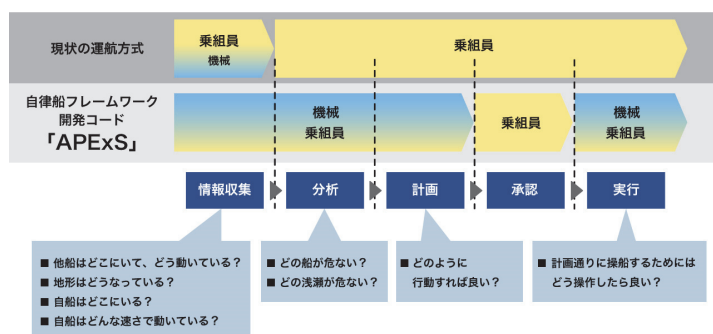 現状の運航方式
乗組員
機械
乗組員
自律船フレームワーク
開発コード
「APExS」
機械
乗組員
乗組員
機械
乗組員
情報収集
分析
計画
承認
実行
■ 他船はどこにいて、どう動いている？
■ 地形はどうなっている？
■ 自船はどこにいる？
■ 自船はどんな速さで動いている？
■ どの船が危ない？
■ どの浅瀬が危ない？
■ どのように
行動すれば良い？
■ 計画通りに操船するためには
どう操作したら良い？